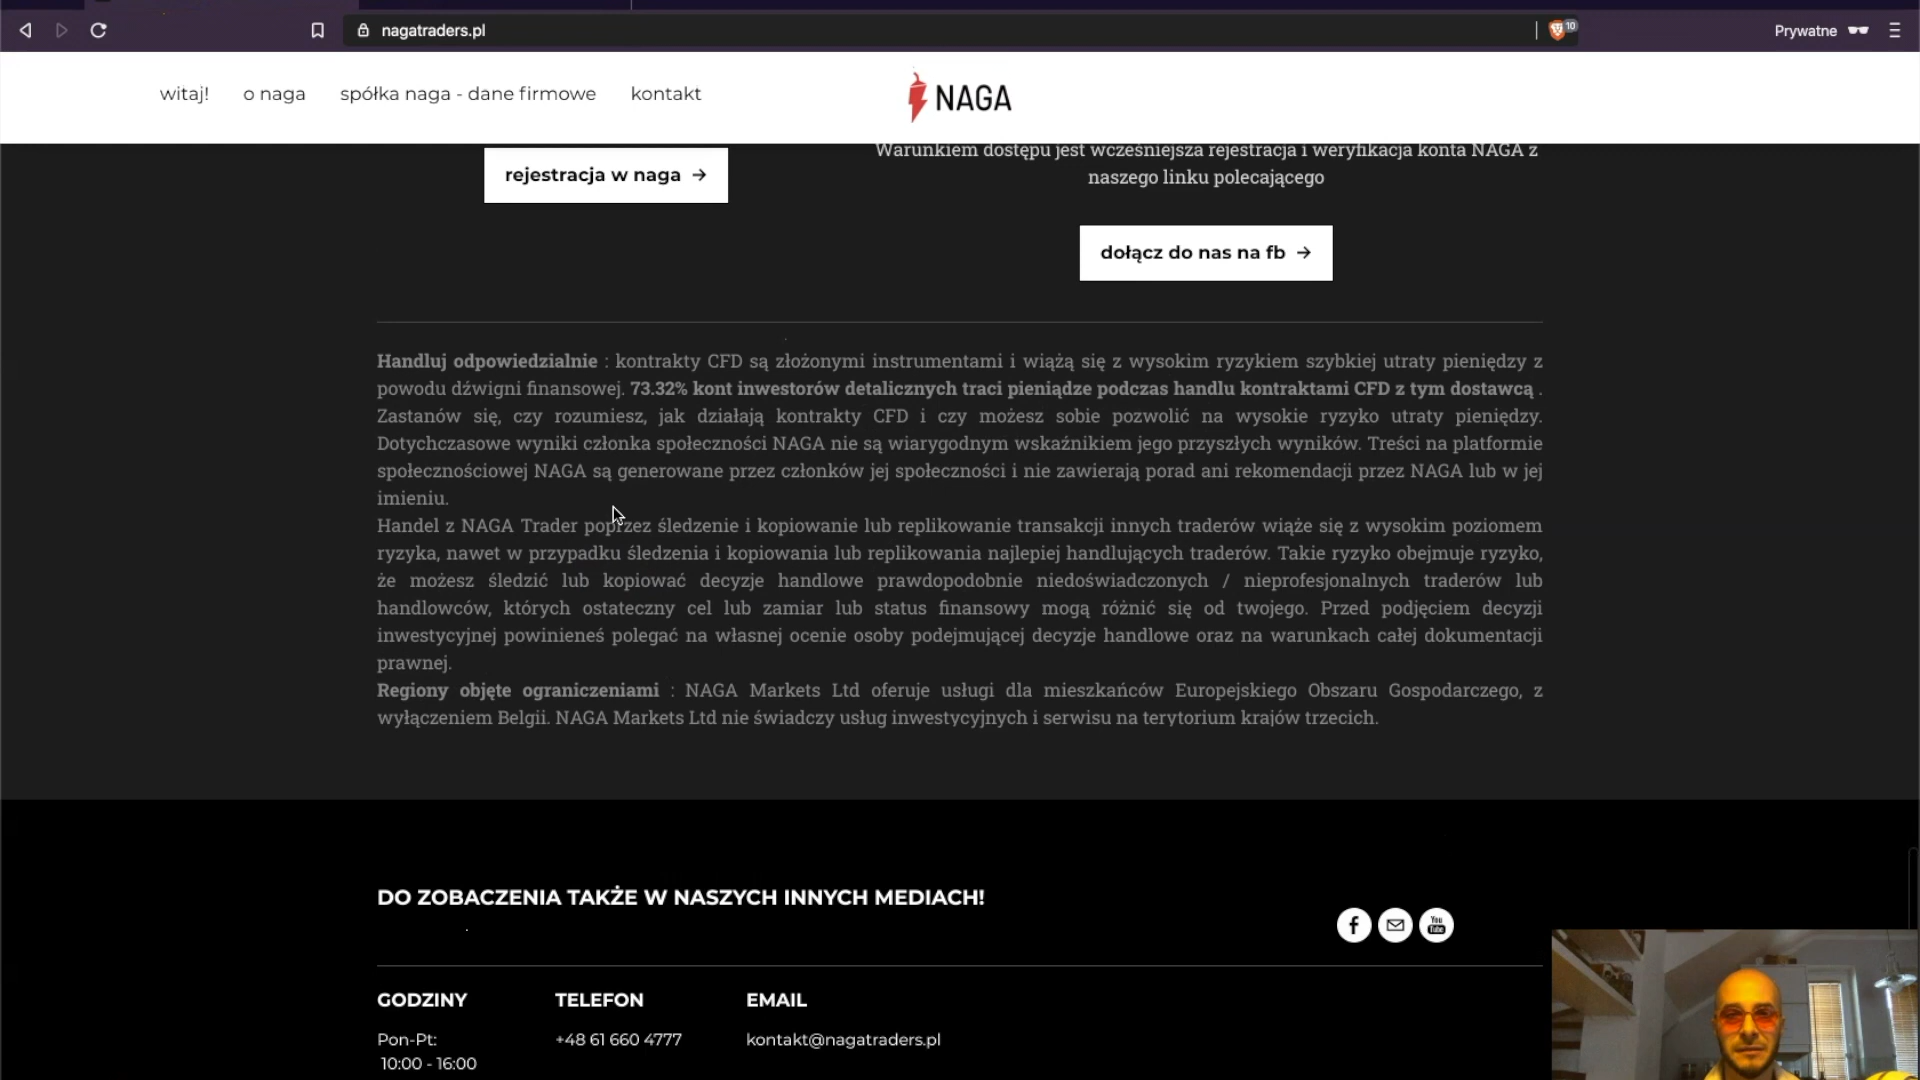 nagatraders.pl
10
Prywatne
witaj!
o naga
spółka naga - dane firmowe
kontakt
NAGA
rejestracja w naga →
Warunkiem dostępu jest wcześniejsza rejestracja i weryfikacja konta NAGA z
naszego linku polecającego
dołącz do nas na fb →
Handluj odpowiedzialnie : kontrakty CFD są złożonymi instrumentami i wiążą się z wysokim ryzykiem szybkiej utraty pieniędzy z
powodu dźwigni finansowej. 73.32% kont inwestorów detalicznych traci pieniądze podczas handlu kontraktami CFD z tym dostawcą .
Zastanów się, czy rozumiesz, jak działają kontrakty CFD i czy możesz sobie pozwolić na wysokie ryzyko utraty pieniędzy.
Dotychczasowe wyniki członka społeczności NAGA nie są wiarygodnym wskaźnikiem jego przyszłych wyników. Treści na platformie
społecznościowej NAGA są generowane przez członków jej społeczności i nie zawierają porad ani rekomendacji przez NAGA lub w jej
imieniu.
Handel z NAGA Trader poprzez śledzenie i kopiowanie lub replikowanie transakcji innych traderów wiąże się z wysokim poziomem
ryzyka, nawet w przypadku śledzenia i kopiowania lub replikowania najlepiej handlujących traderów. Takie ryzyko obejmuje ryzyko,
że możesz śledzić lub kopiować decyzje handlowe prawdopodobnie niedoświadczonych / nieprofesjonalnych traderów lub
handlowców, których ostateczny cel lub zamiar lub status finansowy mogą różnić się od twojego. Przed podjęciem decyzji
inwestycyjnej powinieneś polegać na własnej ocenie osoby podejmującej decyzje handlowe oraz na warunkach całej dokumentacji
prawnej.
Regiony objęte ograniczeniami : NAGA Markets Ltd oferuje usługi dla mieszkańców Europejskiego Obszaru Gospodarczego, z
wyłączeniem Belgii. NAGA Markets Ltd nie świadczy usług inwestycyjnych i serwisu na terytorium krajów trzecich.
DO ZOBACZENIA TAKŻE W NASZYCH INNYCH MEDIACH!
You
Tube
GODZINY
TELEFON
EMAIL
Pon-Pt:
+48 61 660 4777
kontakt@nagatraders.pl
10:00 - 16:00